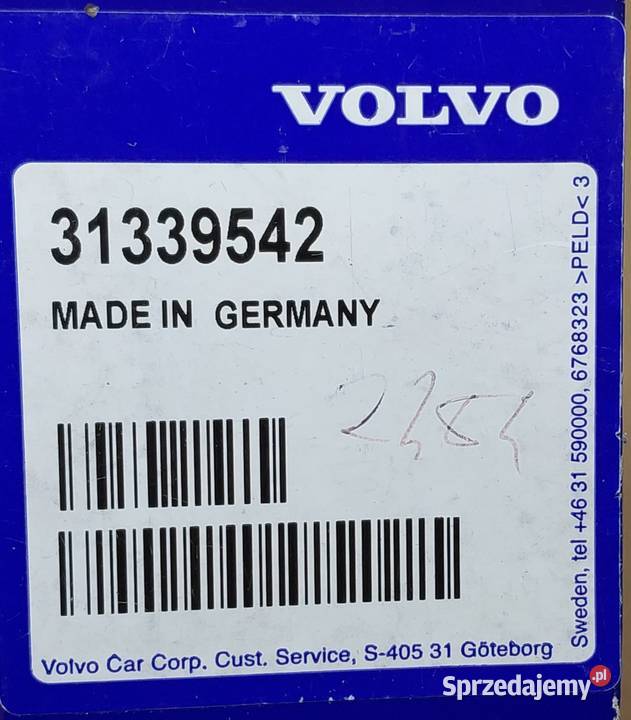 VOLVO
31339542
MADE IN GERMANY
Volvo Car Corp. Cust. Service, S-405 31 Göteborg
Sweden, tel +46 31 590000, 6768323 >PELD< 3
Sprzedajemy.pl